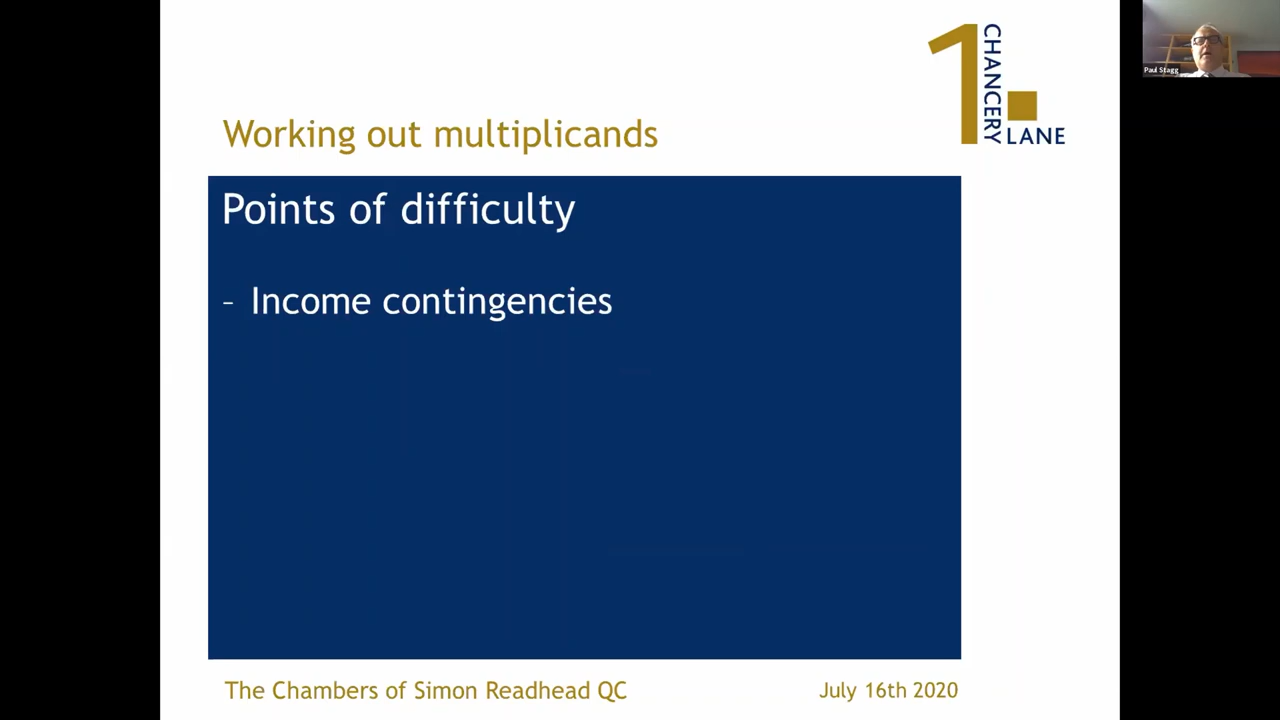 1
CHANCERY
LANE
Paul Stagg
Working out multiplicands
Points of difficulty
– Income contingencies
The Chambers of Simon Readhead QC
July 16th 2020